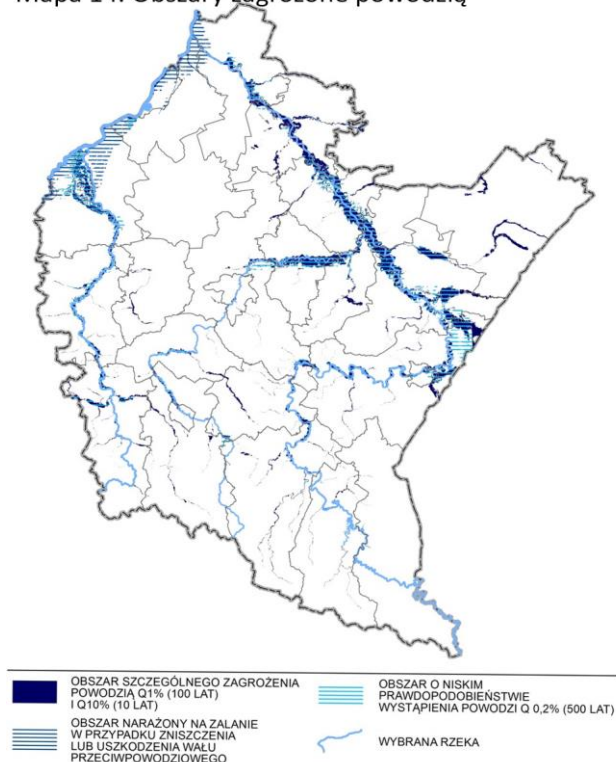 Mapa 14. Obszary zagrożone powodzią
OBSZAR SZCZEGÓLNEGO ZAGROŻENIA
POWODZIĄ Q1% (100 LAT)
I Q10% (10 LAT)
OBSZAR NARAŻONY NA ZALANIE
W PRZYPADKU ZNISZCZENIA
LUB USZKODZENIA WAŁU
PRZECIWPOWODZIOWEGO
OBSZAR O NISKIM
PRAWDOPODOBIEŃSTWIE
WYSTĄPIENIA POWODZI Q 0,2% (500 LAT)
WYBRANA RZEKA